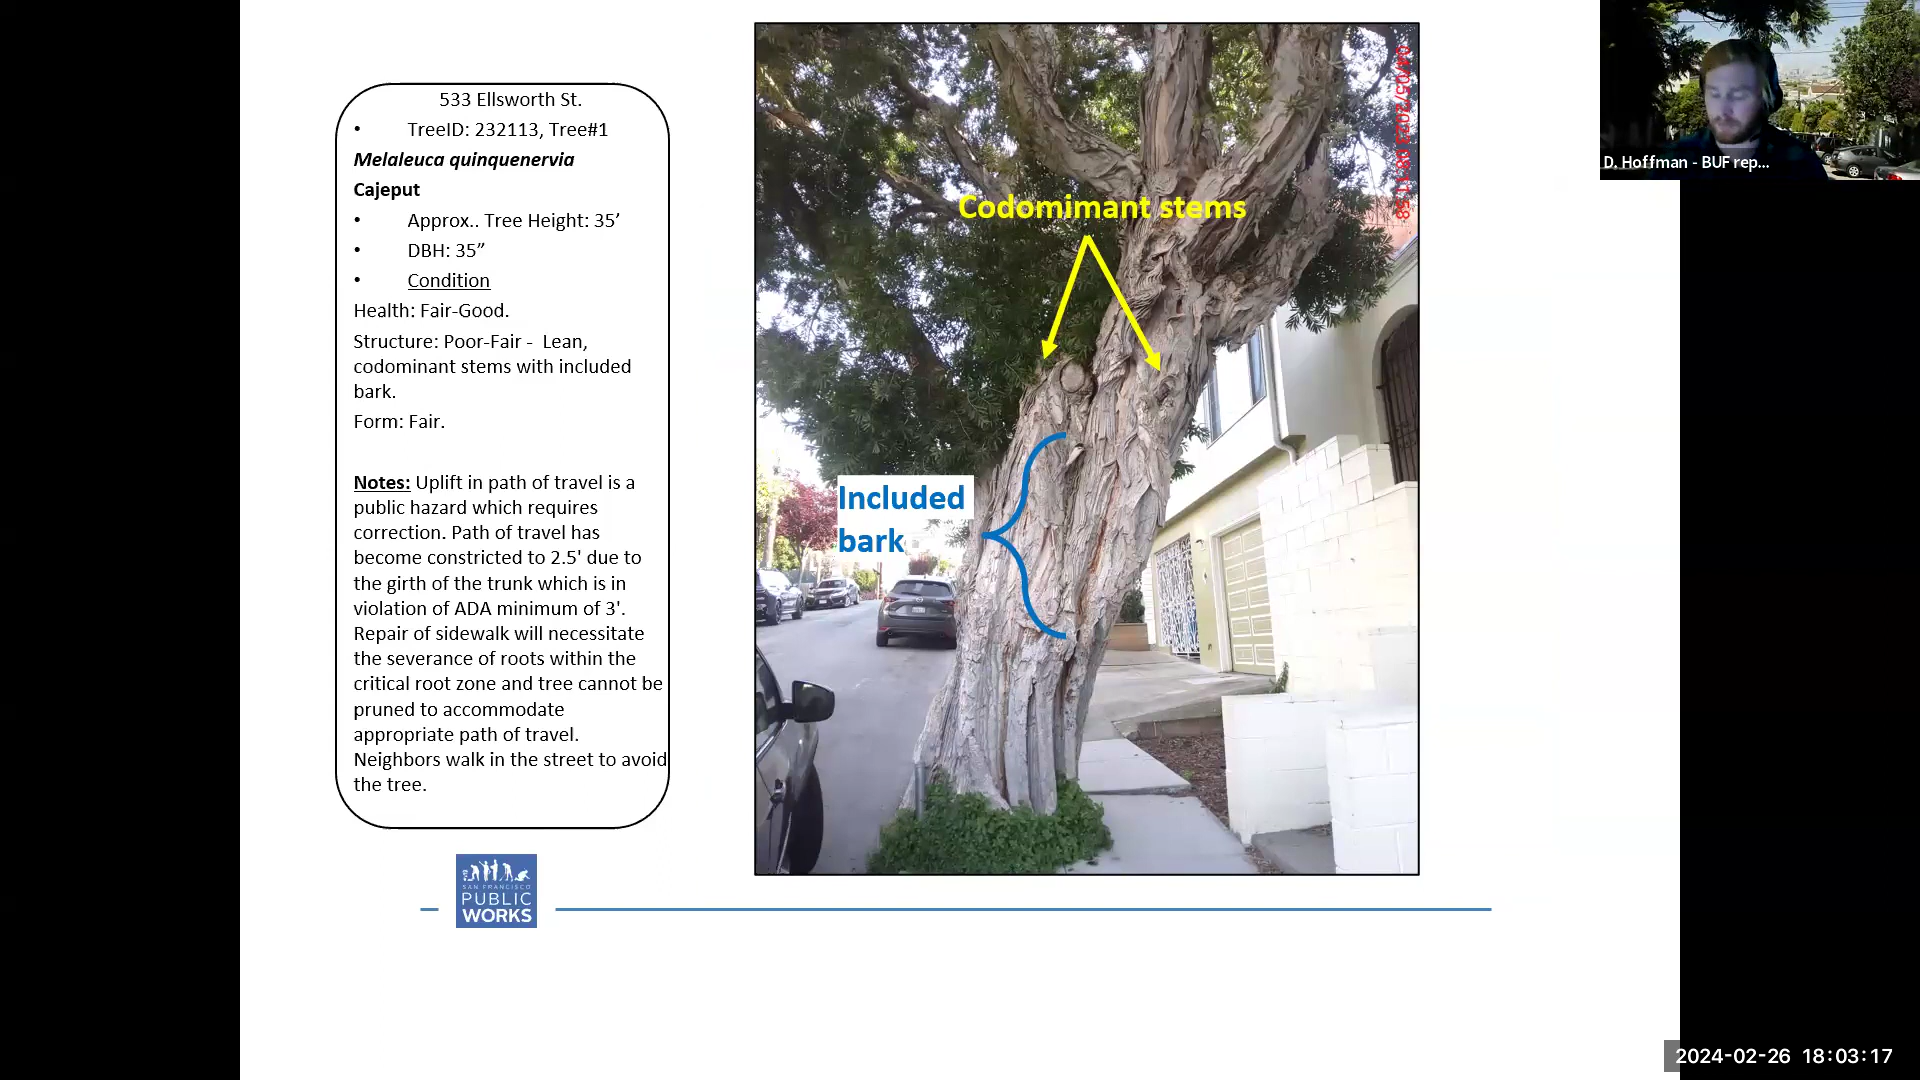 533 Ellsworth St.
• TreeID: 232113, Tree#1
Melaleuca quinquenervia
Cajeput
• Approx.. Tree Height: 35’
• DBH: 35”
• Condition
Health: Fair-Good.
Structure: Poor-Fair - Lean,
codominant stems with included
bark.
Form: Fair.
Notes: Uplift in path of travel is a
public hazard which requires
correction. Path of travel has
become constricted to 2.5' due to
the girth of the trunk which is in
violation of ADA minimum of 3'.
Repair of sidewalk will necessitate
the severance of roots within the
critical root zone and tree cannot be
pruned to accommodate
appropriate path of travel.
Neighbors walk in the street to avoid
the tree.
SAN FRANCISCO
PUBLIC
WORKS
Codomimant stems
Included
bark
D. Hoffman - BUF rep...
2024-02-26 18:03:17